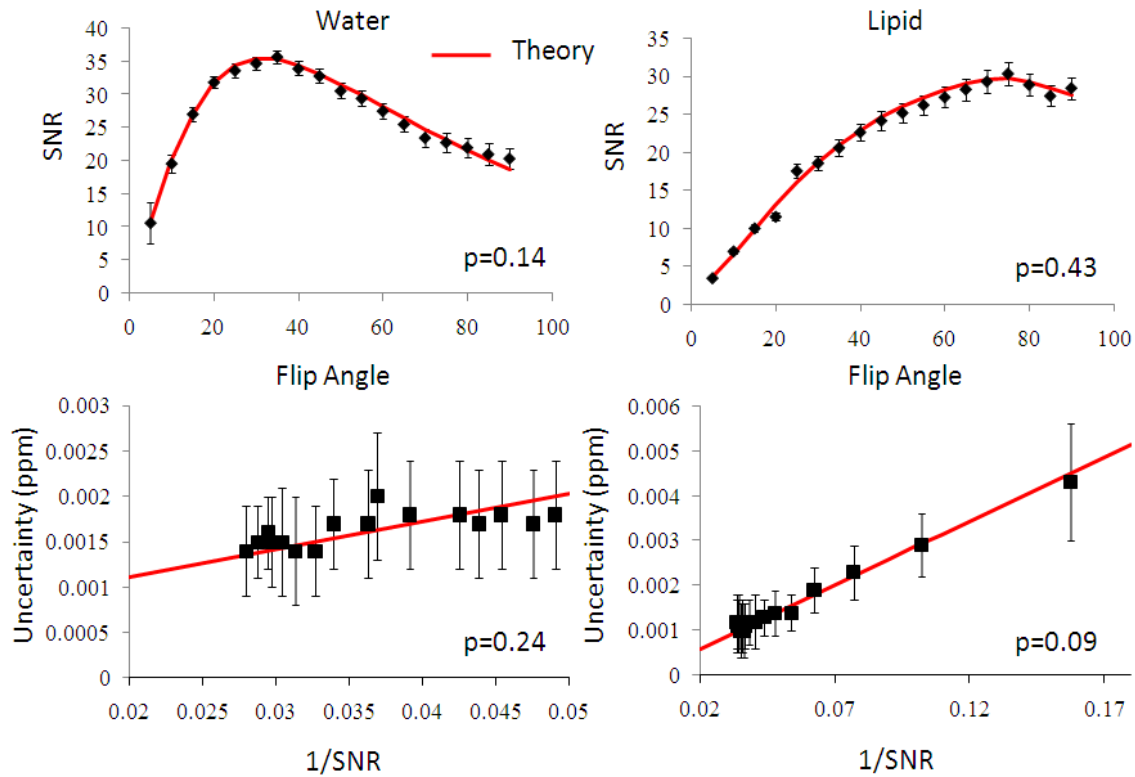 Water
Theory
SNR
40
35
30
25
20
15
10
5
0
p=0.14
0 20 40 60 80 100
Flip Angle
Lipid
SNR
35
30
25
20
15
10
5
0
p=0.43
0 20 40 60 80 100
Flip Angle
Uncertainty (ppm)
0.003
0.0025
0.002
0.0015
0.001
0.0005
0
p=0.24
0.02 0.025 0.03 0.035 0.04 0.045 0.05
1/SNR
Uncertainty (ppm)
0.006
0.005
0.004
0.003
0.002
0.001
0
p=0.09
0.02 0.07 0.12 0.17
1/SNR